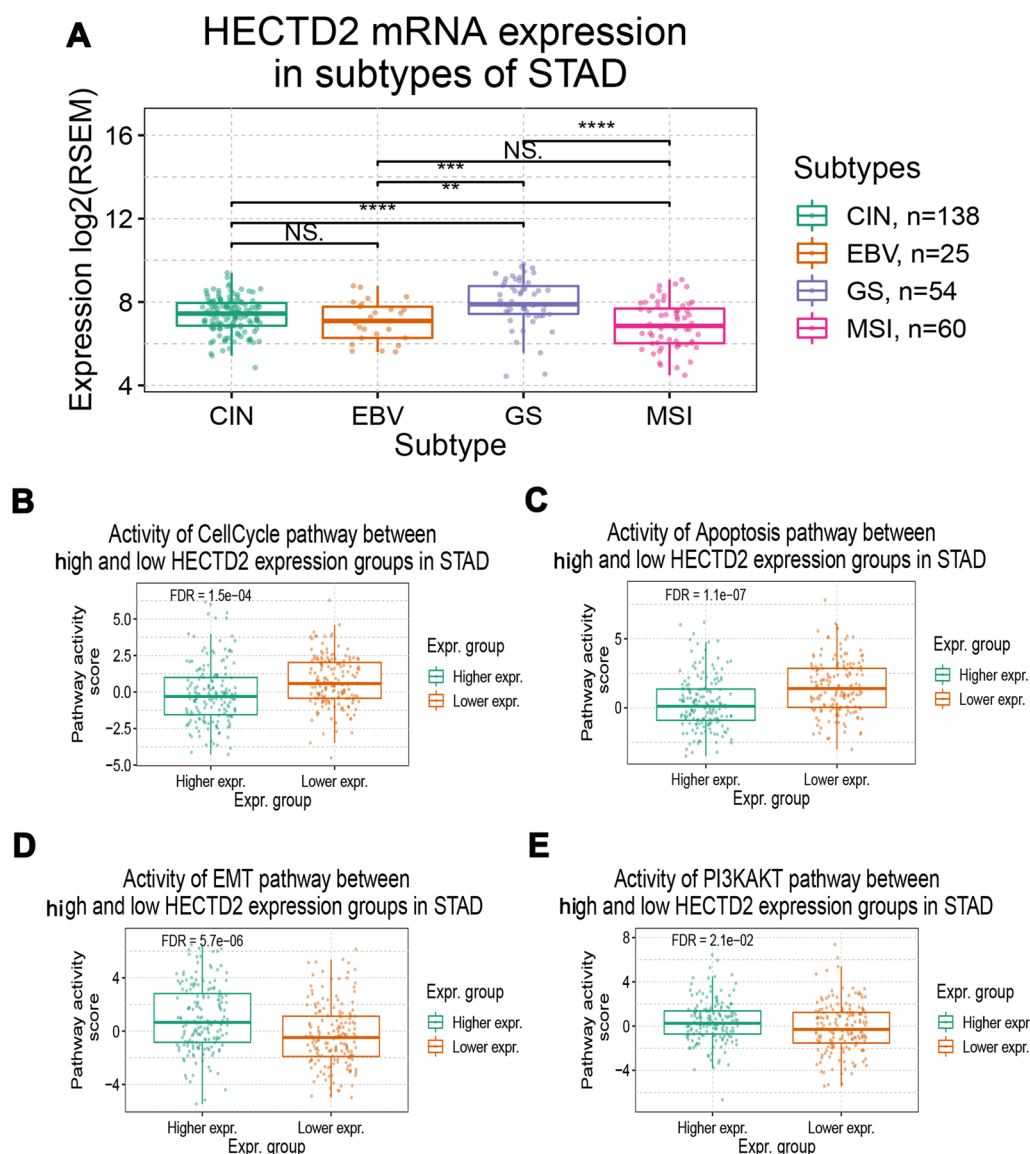 A
HECTD2 mRNA expression
in subtypes of STAD
Expression log2(RSEM)
16
12
8
4
****
NS.
***
**
****
NS.
CIN
EBV
GS
MSI
Subtype
Subtypes
CIN, n=138
EBV, n=25
GS, n=54
MSI, n=60
B
Activity of CellCycle pathway between
high and low HECTD2 expression groups in STAD
FDR = 1.5e−04
Pathway activity
score
5.0
2.5
0.0
−2.5
−5.0
Higher expr.
Lower expr.
Expr. group
Expr. group
Higher expr.
Lower expr.
C
Activity of Apoptosis pathway between
high and low HECTD2 expression groups in STAD
FDR = 1.1e−07
Pathway activity
score
5
0
Higher expr.
Lower expr.
Expr. group
Expr. group
Higher expr.
Lower expr.
D
Activity of EMT pathway between
high and low HECTD2 expression groups in STAD
FDR = 5.7e−06
Pathway activity
score
4
0
−4
Higher expr.
Lower expr.
Expr. group
Expr. group
Higher expr.
Lower expr.
E
Activity of PI3KAKT pathway between
high and low HECTD2 expression groups in STAD
FDR = 2.1e−02
Pathway activity
score
8
4
0
−4
Higher expr.
Lower expr.
Expr. group
Expr. group
Higher expr
Lower expr.